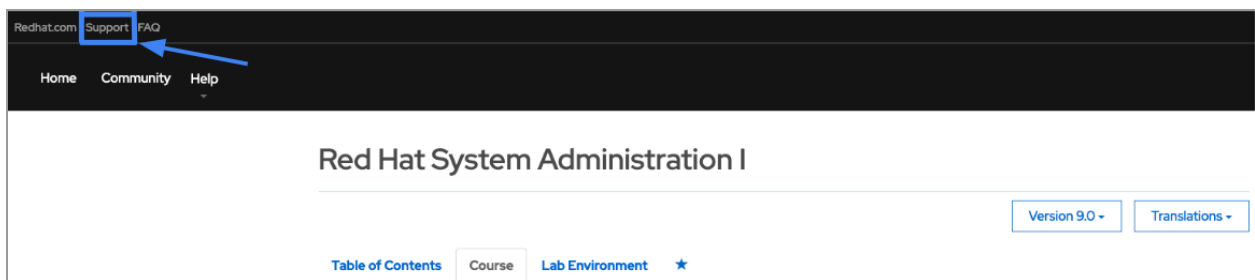 Redhat.com Support FAQ
Home Community Help
Red Hat System Administration I
Version 9.0 Translations
Table of Contents Course Lab Environment